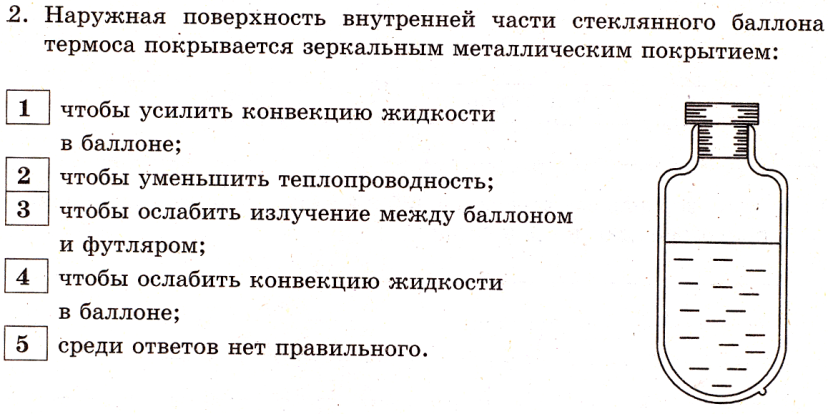 2. Наружная поверхность внутренней части стеклянного баллона
термоса покрывается зеркальным металлическим покрытием:
1 чтобы усилить конвекцию жидкости
в баллоне;
2 чтобы уменьшить теплопроводность;
3 чтобы ослабить излучение между баллоном
и футляром;
4 чтобы ослабить конвекцию жидкости
в баллоне;
5 среди ответов нет правильного.